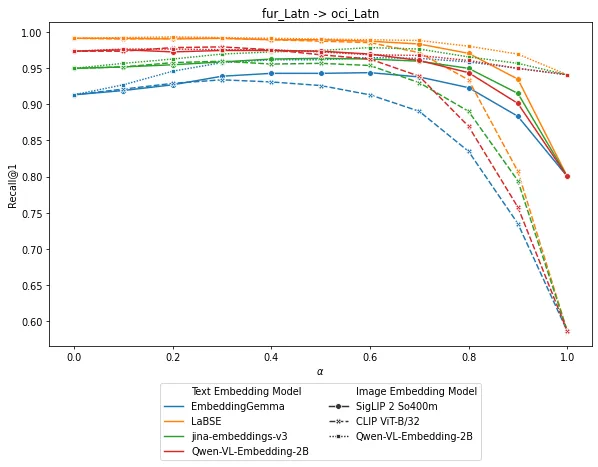 fur_Latn -> oci_Latn
1.00
0.95
0.90
0.85
0.80
0.75
0.70
0.65
0.60
Recall@1
0.0 0.2 0.4 0.6 0.8 1.0
α
Text Embedding Model
EmbeddingGemma
LaBSE
jina-embeddings-v3
Qwen-VL-Embedding-2B
Image Embedding Model
SigLIP 2 So400m
CLIP ViT-B/32
Qwen-VL-Embedding-2B